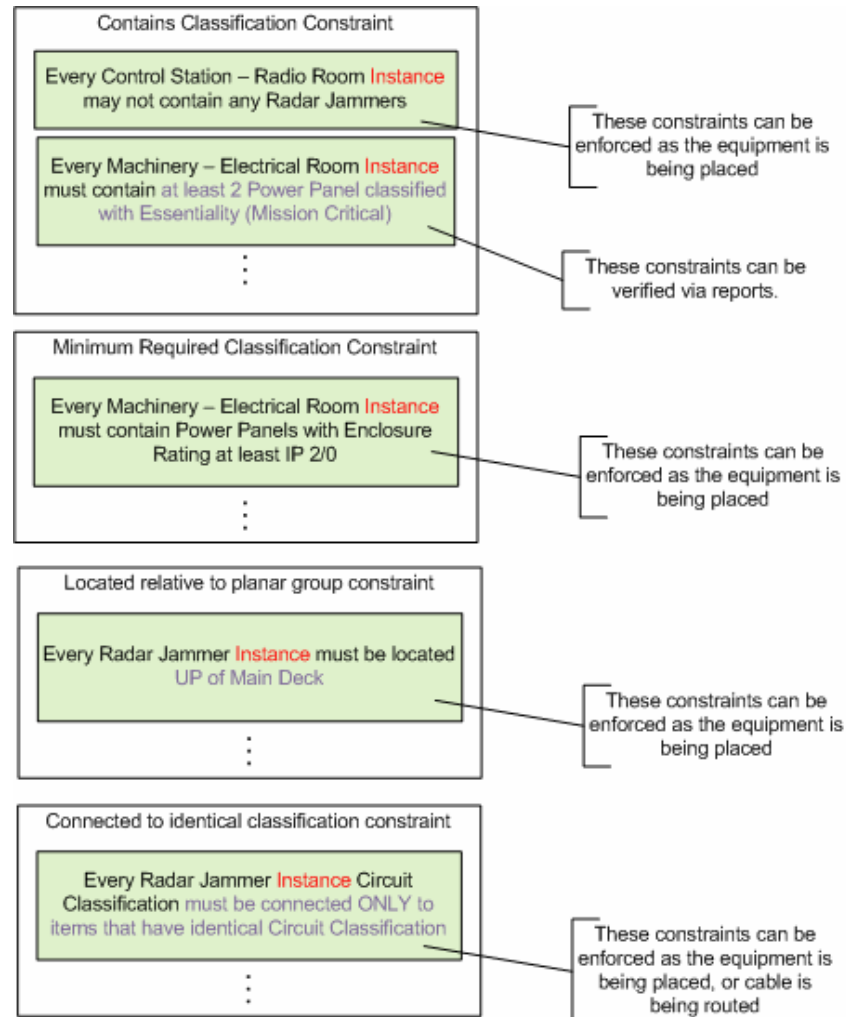 Contains Classification Constraint
Every Control Station – Radio Room Instance
may not contain any Radar Jammers
These constraints can be
enforced as the equipment is
being placed
Every Machinery – Electrical Room Instance
must contain at least 2 Power Panel classified
with Essentiality (Mission Critical)
These constraints can be
verified via reports.
Minimum Required Classification Constraint
Every Machinery – Electrical Room Instance
must contain Power Panels with Enclosure
Rating at least IP 2/0
These constraints can be
enforced as the equipment is
being placed
Located relative to planar group constraint
Every Radar Jammer Instance must be located
UP of Main Deck
These constraints can be
enforced as the equipment is
being placed
Connected to identical classification constraint
Every Radar Jammer Instance Circuit
Classification must be connected ONLY to
items that have identical Circuit Classification
These constraints can be
enforced as the equipment is
being placed, or cable is
being routed